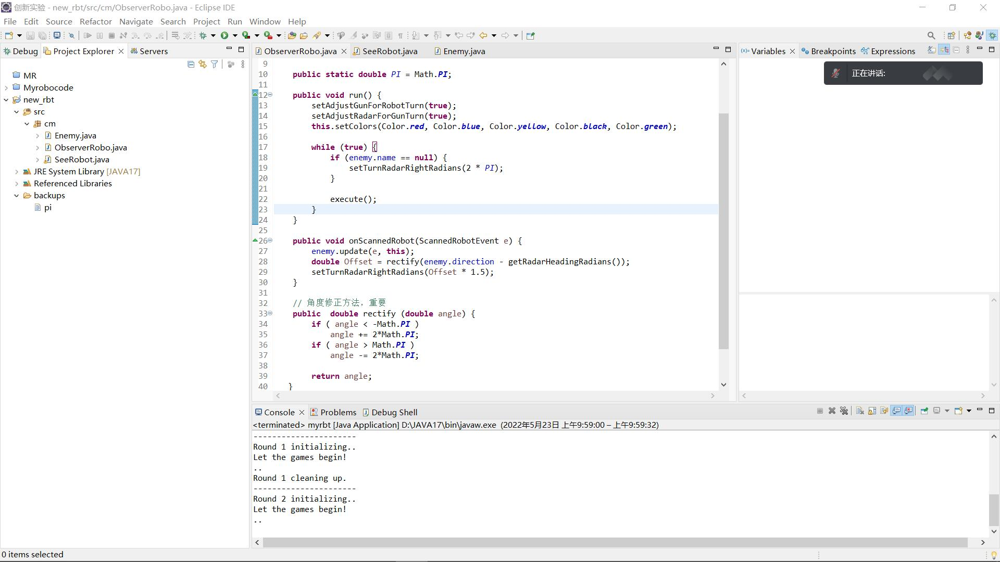 创新实验 - new_rbt/src/cm/ObserverRobo.java - Eclipse IDE
File Edit Source Refactor Navigate Search Project Run Window Help
Debug Project Explorer Servers
MR
Myrobocode
new_rbt
src
cm
Enemy.java
ObserverRobo.java
SeeRobot.java
JRE System Library [JAVA17]
Referenced Libraries
backups
pi
ObserverRobo.java SeeRobot.java Enemy.java
9
10 public static double PI = Math.PI;
11
12 public void run() {
13 setAdjustGunForRobotTurn(true);
14 setAdjustRadarForGunTurn(true);
15 this.setColors(Color.red, Color.blue, Color.yellow, Color.black, Color.green);
16
17 while (true) {
18 if (enemy.name == null) {
19 setTurnRadarRightRadians(2 * PI);
20 }
21
22 execute();
23 }
24 }
25
26 public void onScannedRobot(ScannedRobotEvent e) {
27 enemy.update(e, this);
28 double Offset = rectify(enemy.direction - getRadarHeadingRadians());
29 setTurnRadarRightRadians(Offset * 1.5);
30 }
31
32 // 角度修正方法，重要
33 public  double rectify (double angle) {
34 if ( angle < -Math.PI )
35 angle += 2*Math.PI;
36 if ( angle > Math.PI )
37 angle -= 2*Math.PI;
38
39 return angle;
40 }
(x)= Variables Breakpoints Expressions
正在讲话:
Console Problems Debug Shell
<terminated> myrbt [Java Application] D:\JAVA17\bin\javaw.exe (2022年5月23日 上午9:59:00 – 上午9:59:32)
----------------------
Round 1 initializing..
Let the games begin!
..
Round 1 cleaning up.
----------------------
Round 2 initializing..
Let the games begin!
..
0 items selected